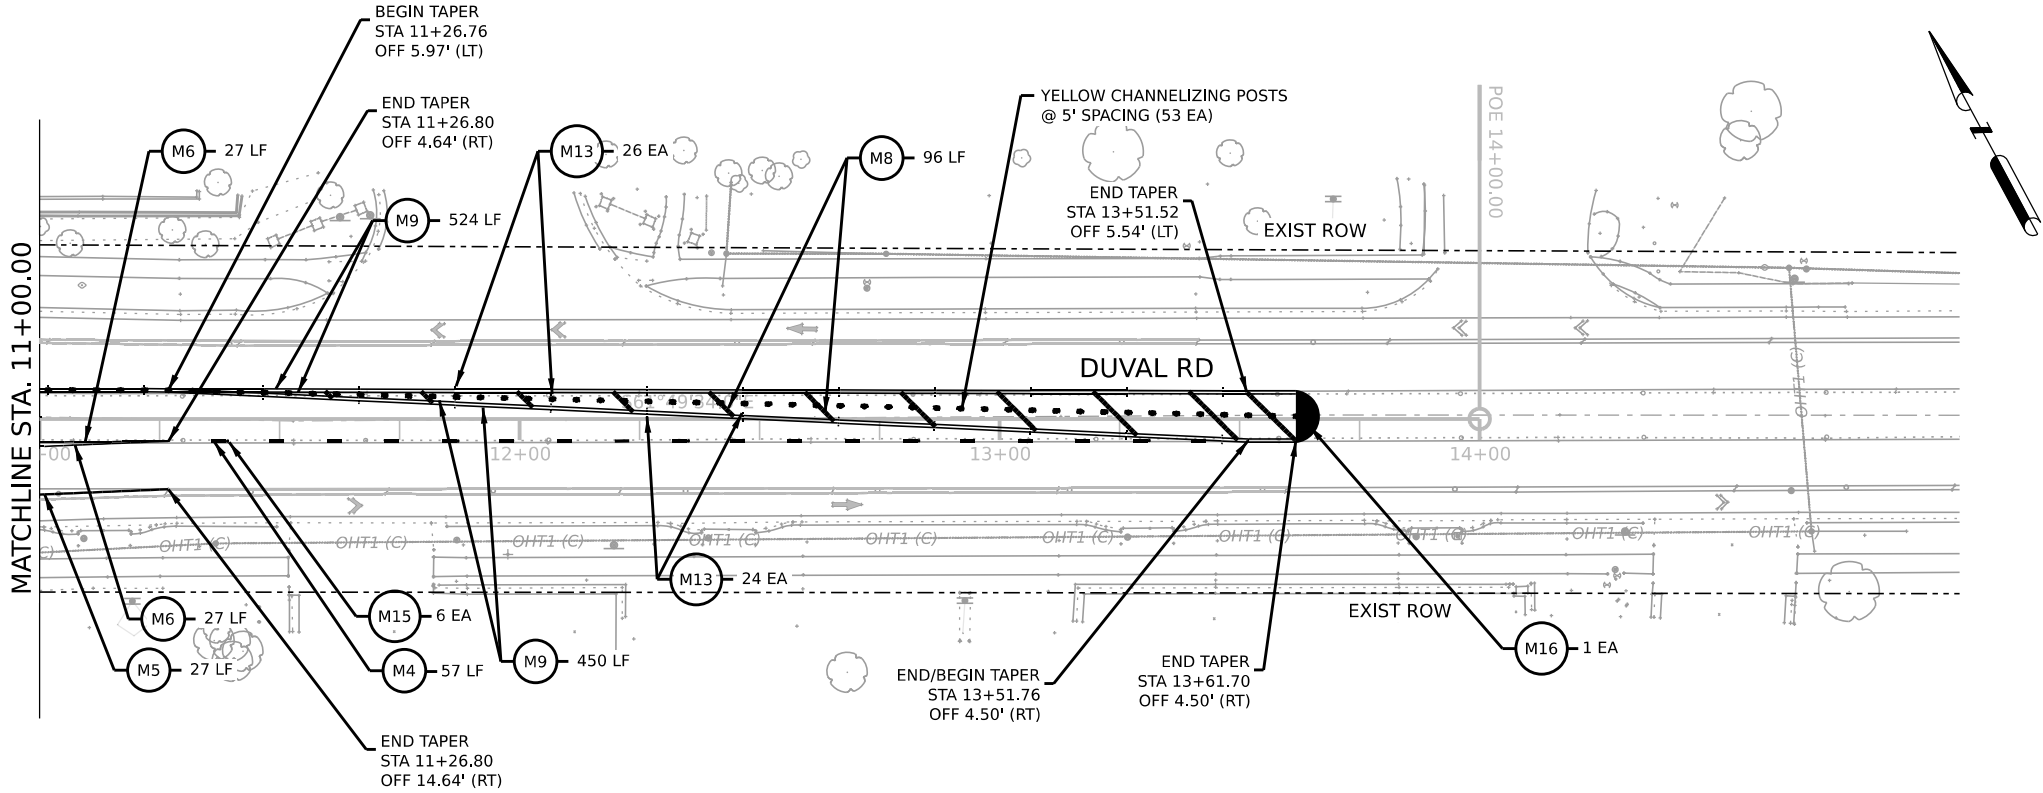 BEGIN TAPER
STA 11+26.76
OFF 5.97' (LT)
END TAPER
STA 11+26.80
OFF 4.64' (RT)
YELLOW CHANNELIZING POSTS
@ 5' SPACING (53 EA)
POE 14+00.00
M6 27 LF
M13 26 EA
M8 96 LF
M9 524 LF
END TAPER
STA 13+51.52
OFF 5.54' (LT)
EXIST ROW
MATCHLINE STA. 11+00.00
DUVAL RD
12+00
13+00
14+00
OHT1 (C)
OHT1 (C)
OHT1 (C)
OHT1 (C)
OHT1 (C)
OHT1 (C)
OHT1 (C)
OHT1 (C)
OHT1 (C)
OHT1 (C)
OHT1 (C)
M13 24 EA
M6 27 LF
M15 6 EA
M5 27 LF
M4 57 LF
M9 450 LF
EXIST ROW
M16 1 EA
END/BEGIN TAPER
STA 13+51.76
OFF 4.50' (RT)
END TAPER
STA 13+61.70
OFF 4.50' (RT)
END TAPER
STA 11+26.80
OFF 14.64' (RT)